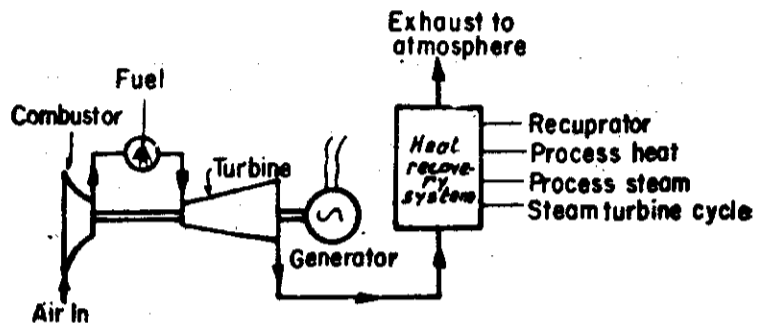 Exhaust to
atmosphere
Fuel
Combustor
Turbine
Heat
recove-
ry
system
Recuprator
Process heat
Process steam
Steam turbine cycle
Generator
Air In